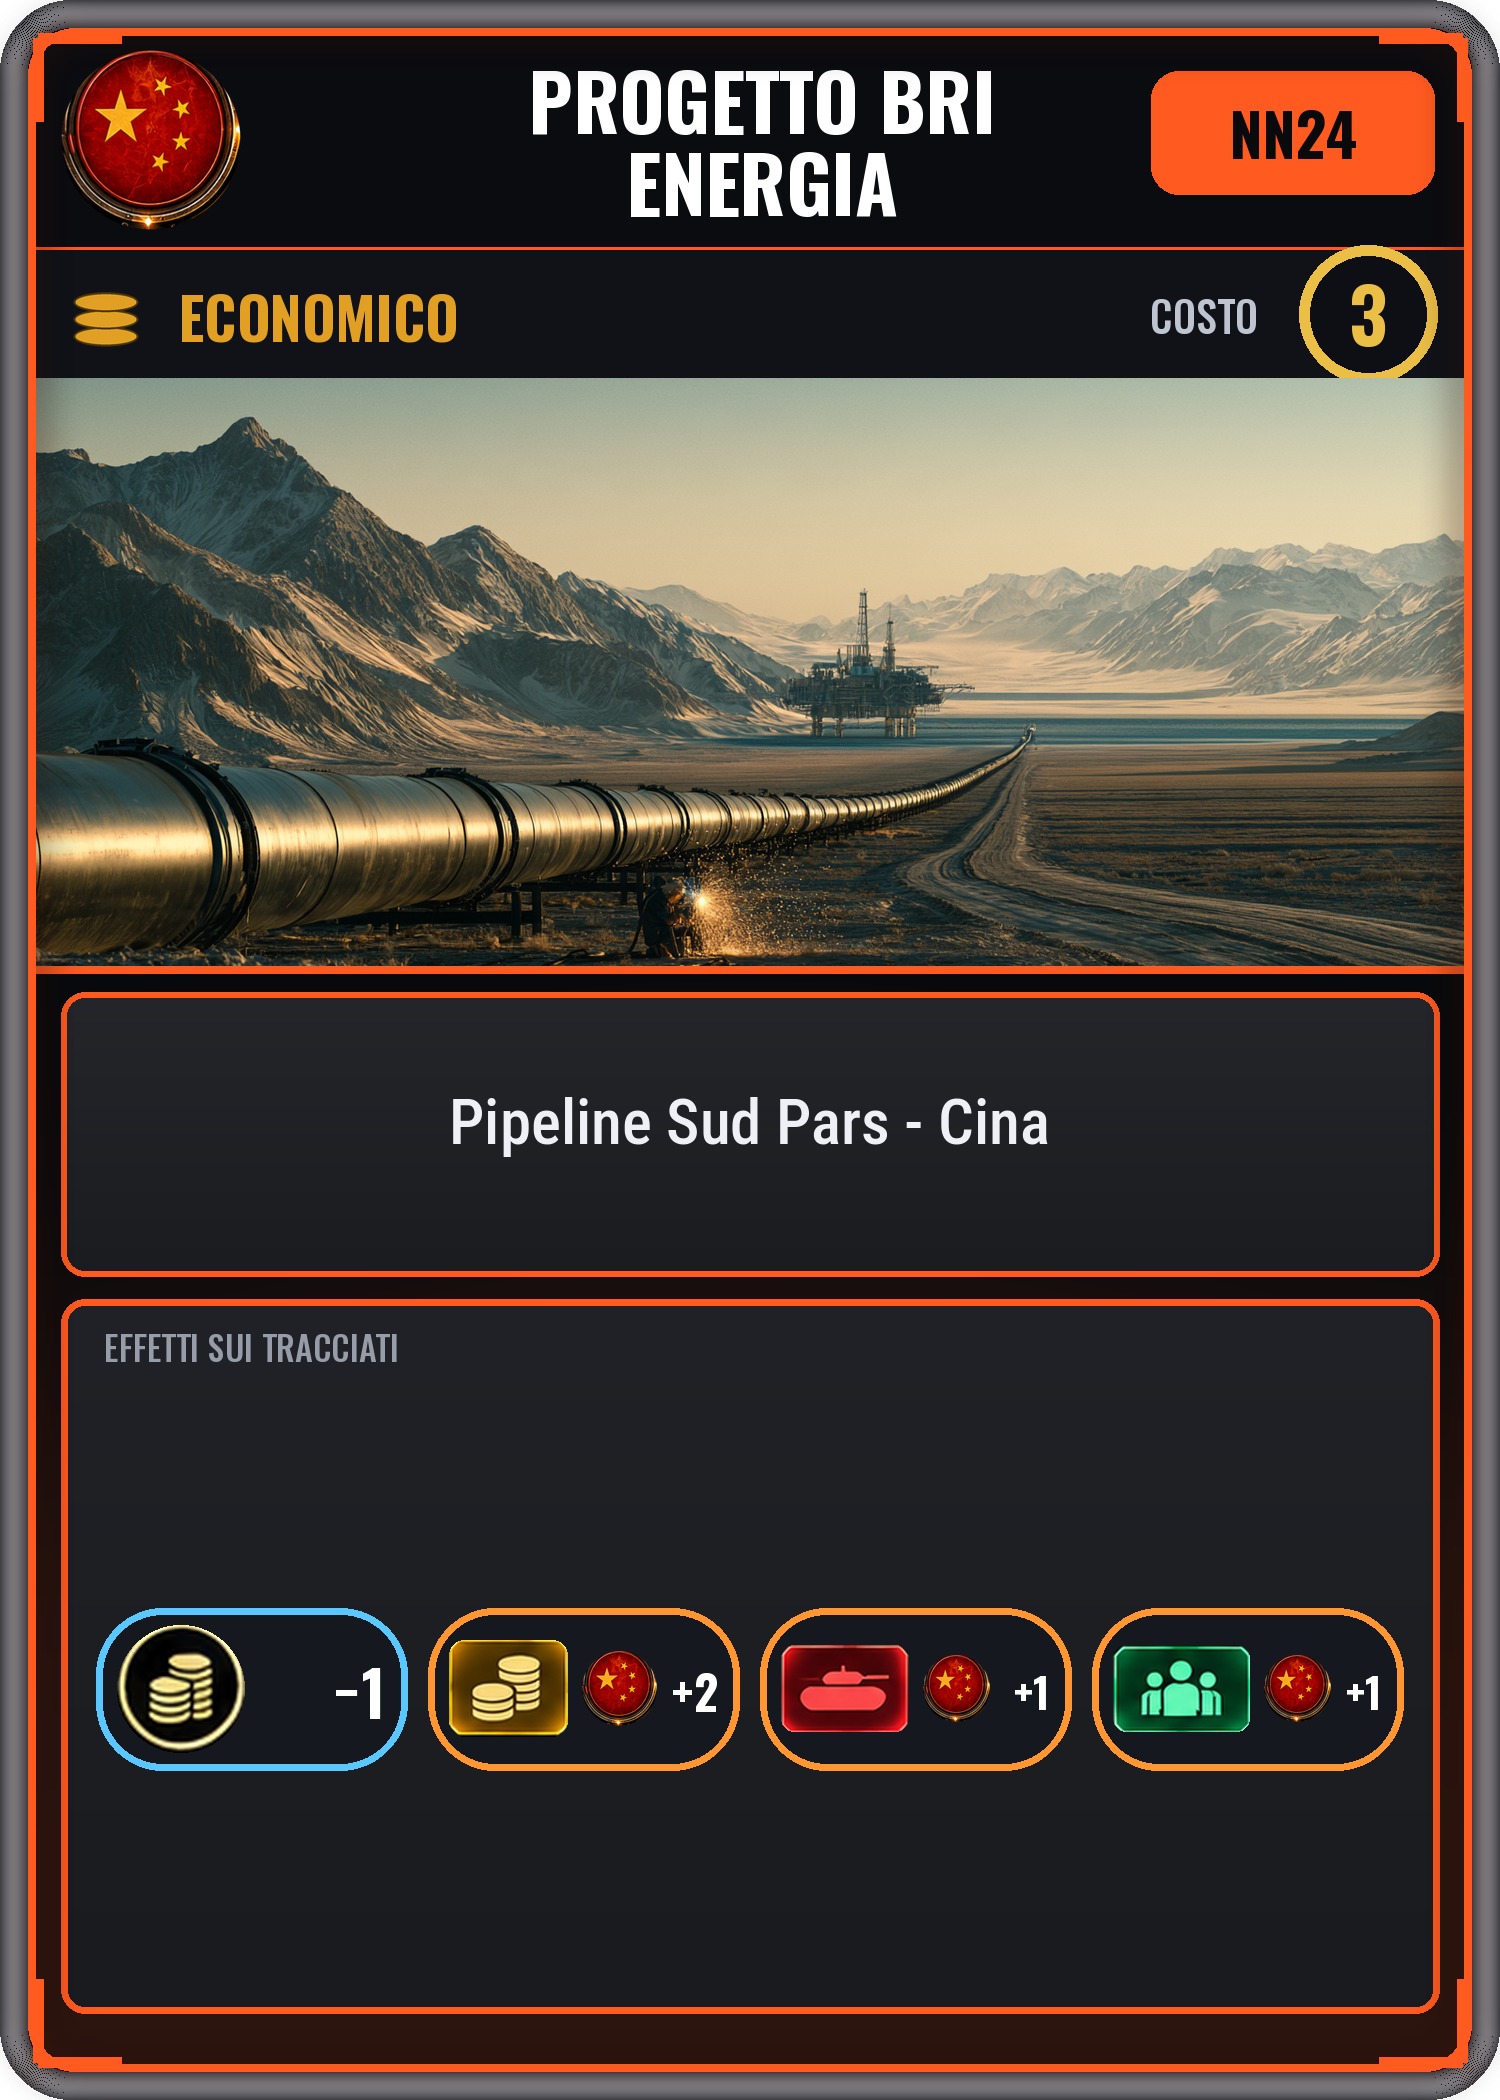 PROGETTO BRI
ENERGIA
NN24
ECONOMICO
COSTO
3
Pipeline Sud Pars - Cina
EFFETTI SUI TRACCIATI
-1
+2
+1
+1